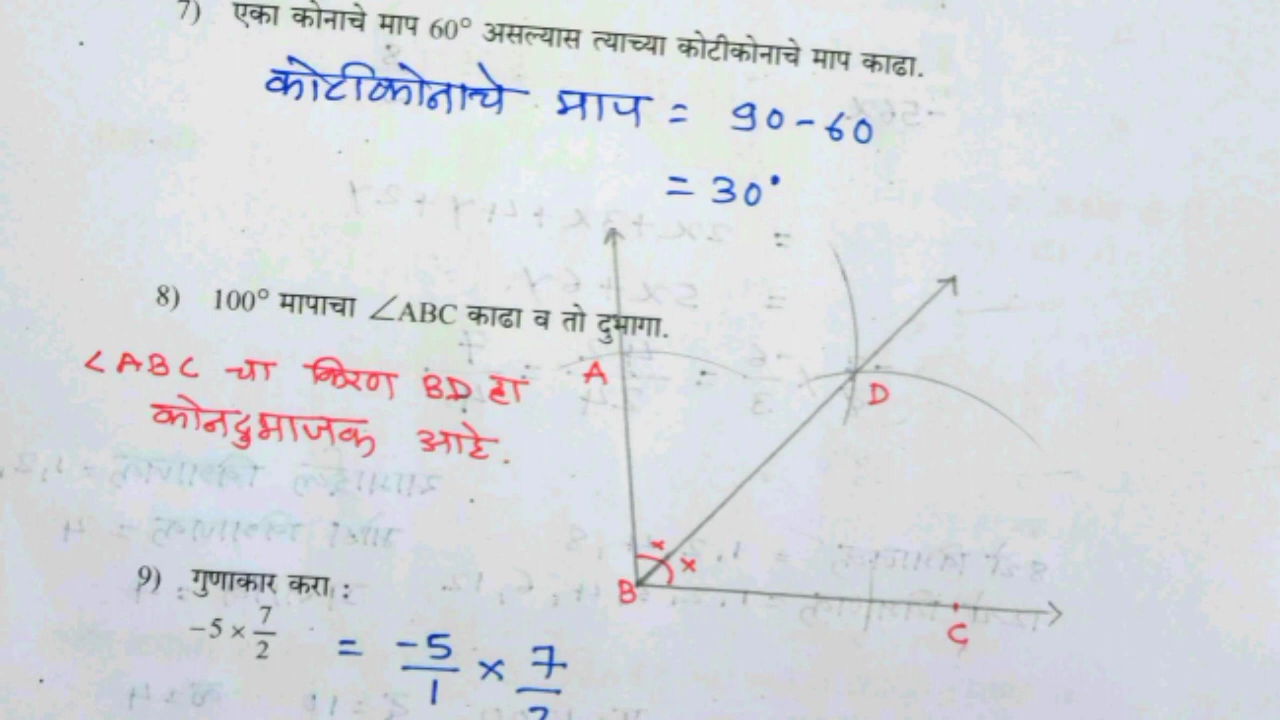 7) एका कोनाचे माप 60° असल्यास त्याच्या कोटीकोनाचे माप काढा.
कोटीकोनाचे माप = 90-60
= 30°
8) 100° मापाचा ∠ABC काढा व तो दुभागा.
∠ABC चा किरण BD हा
कोनदुभाजक आहे.
A
D
B
C
9) गुणाकार करा :
-5 × 7/2 = -5/1 × 7/2